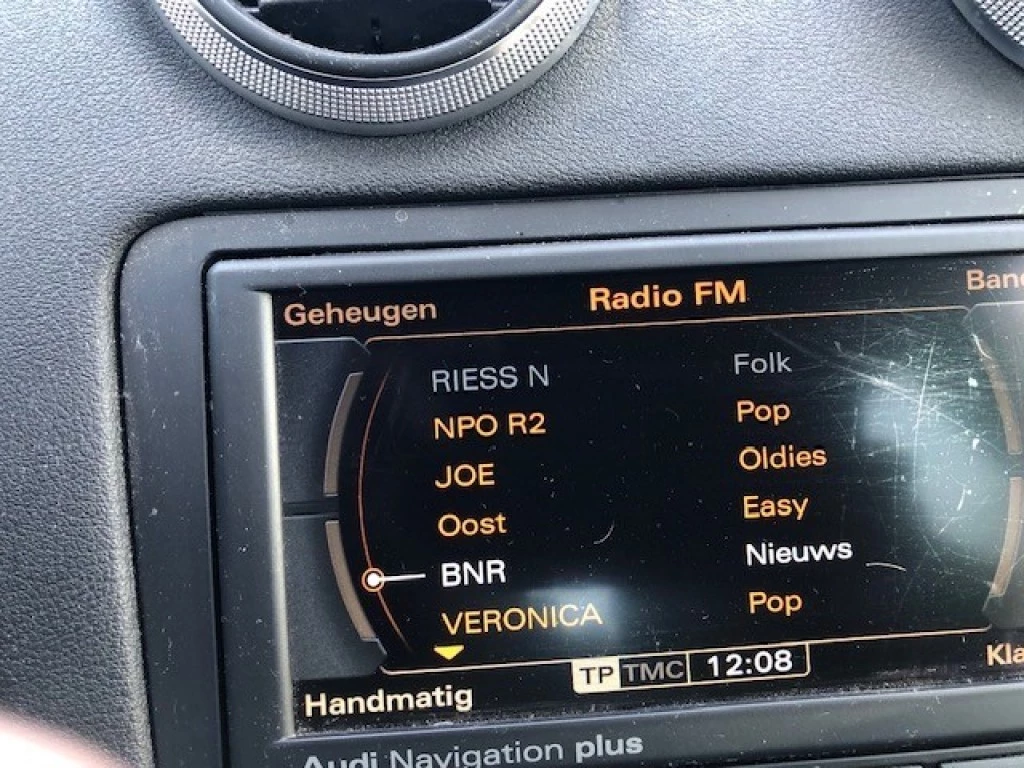 Geheugen Radio FM
RIESS N Folk
NPO R2 Pop
JOE Oldies
Oost Easy
BNR Nieuws
VERONICA Pop
Handmatig TP TMC 12:08
Audi Navigation plus